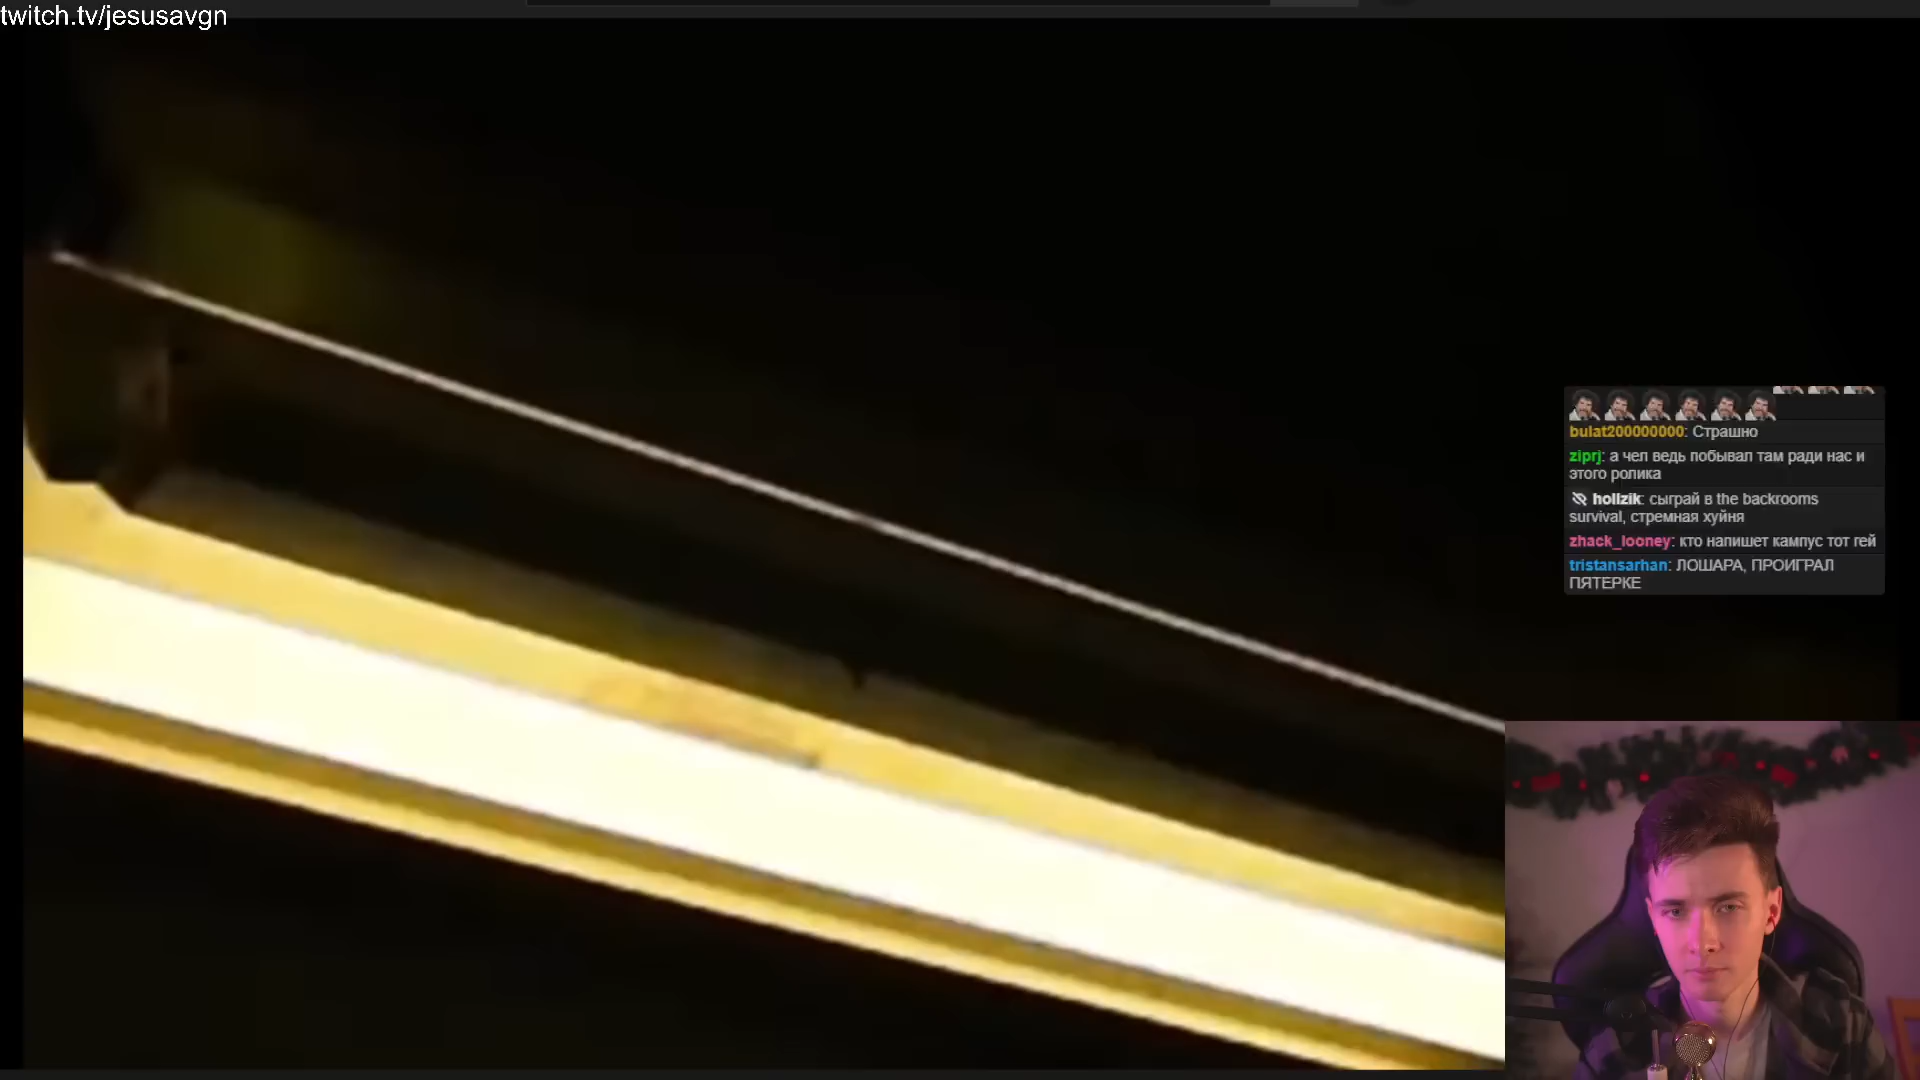 twitch.tv/jesusavgn
bulat200000000: Страшно
ziprj: а чел ведь побывал там ради нас и
этого ролика
hollzik: сыграй в the backrooms
survival, стремная хуйня
zhack_looney: кто напишет кампус тот гей
tristansarhan: ЛОШАРА, ПРОИГРАЛ
ПЯТЕРКЕ